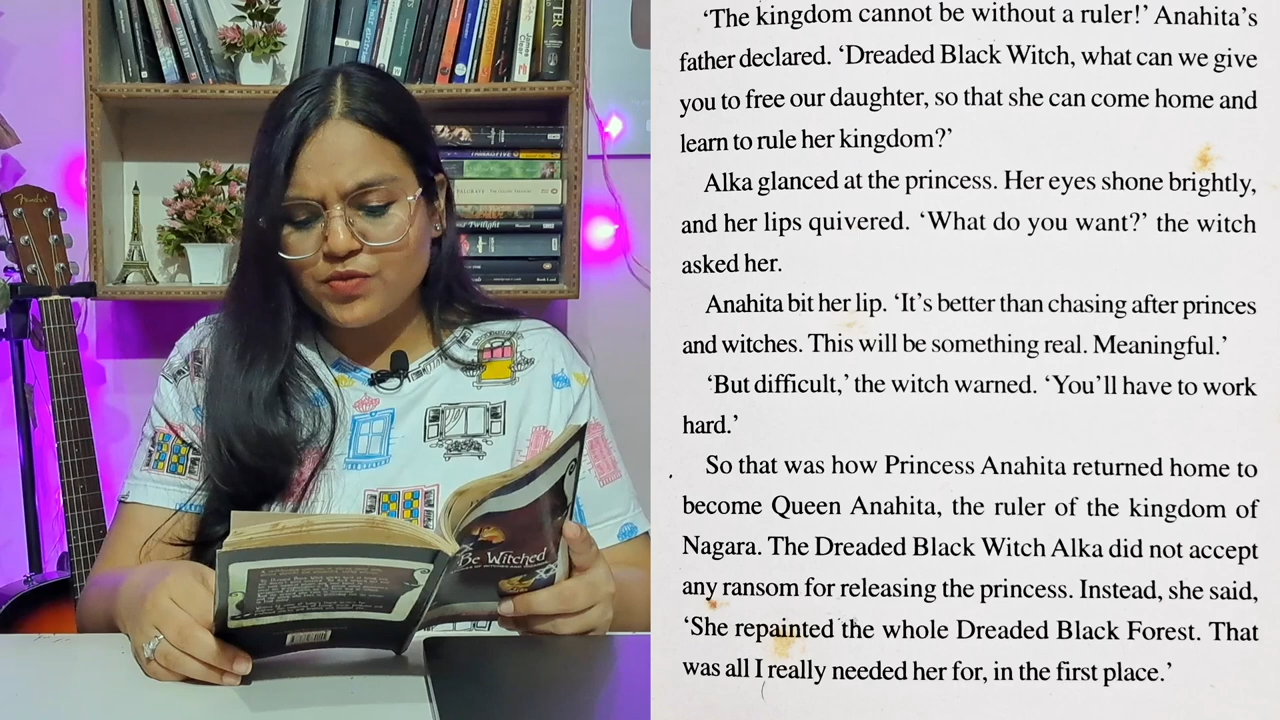 Fender
James
Clear
Twilight
Be Witched
‘The kingdom cannot be without a ruler!’ Anahita’s
father declared. ‘Dreaded Black Witch, what can we give
you to free our daughter, so that she can come home and
learn to rule her kingdom?’
Alka glanced at the princess. Her eyes shone brightly,
and her lips quivered. ‘What do you want?’ the witch
asked her.
Anahita bit her lip. ‘It’s better than chasing after princes
and witches. This will be something real. Meaningful.’
‘But difficult,’ the witch warned. ‘You’ll have to work
hard.’
So that was how Princess Anahita returned home to
become Queen Anahita, the ruler of the kingdom of
Nagara. The Dreaded Black Witch Alka did not accept
any ransom for releasing the princess. Instead, she said,
‘She repainted the whole Dreaded Black Forest. That
was all I really needed her for, in the first place.’